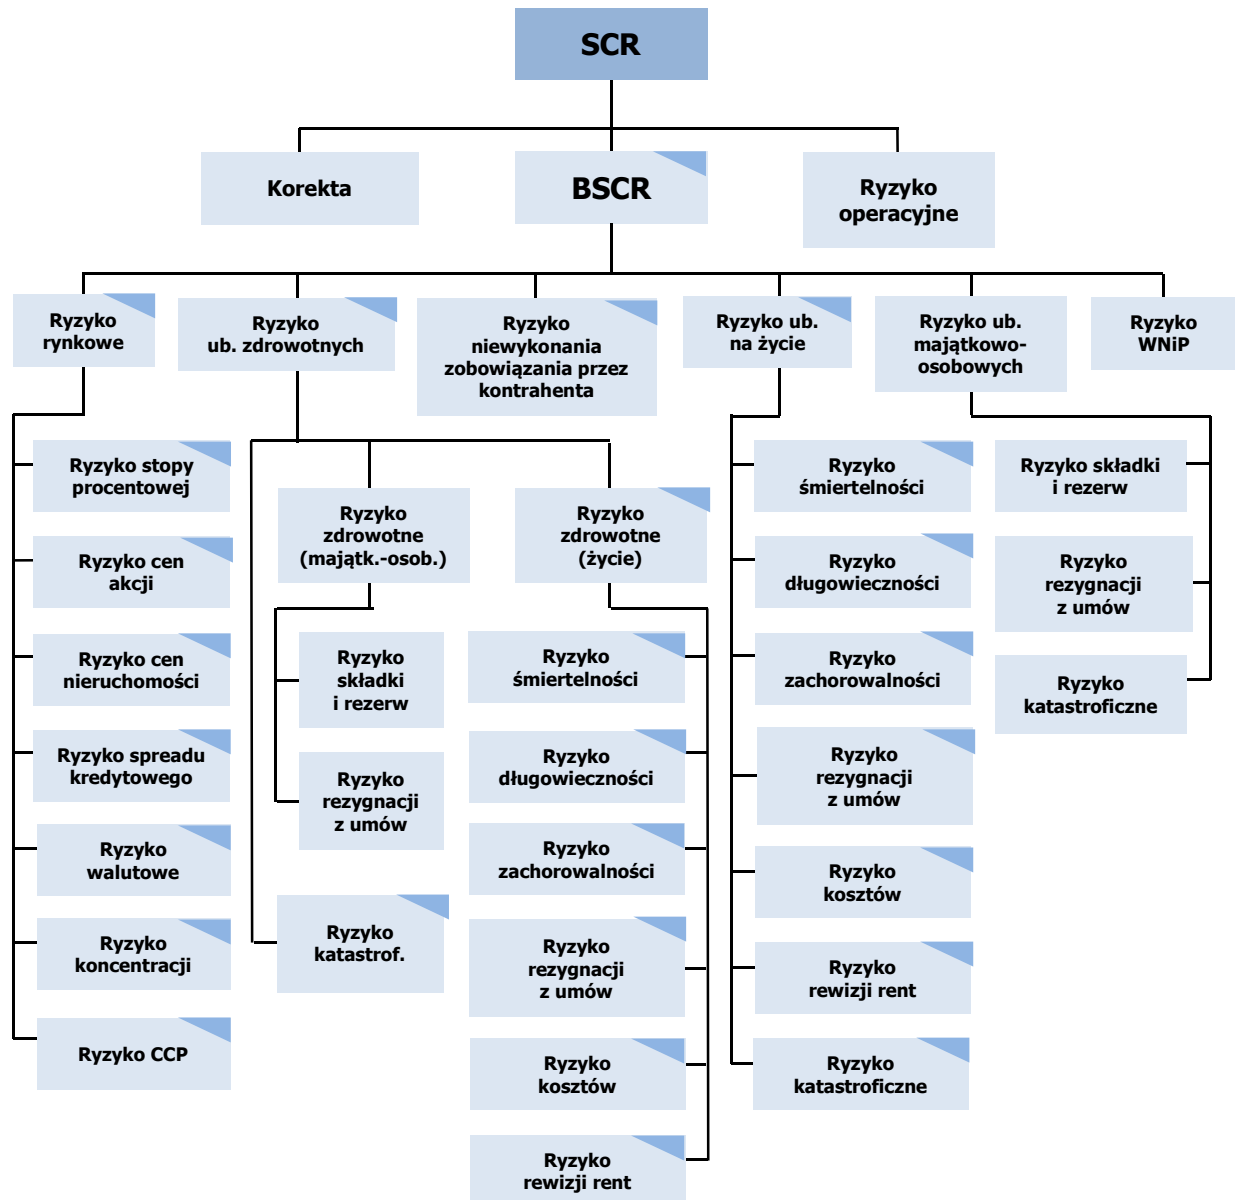 SCR
Korekta
BSCR
Ryzyko
operacyjne
Ryzyko
rynkowe
Ryzyko
ub. zdrowotnych
Ryzyko
niewykonania
zobowiązania przez
kontrahenta
Ryzyko ub.
na życie
Ryzyko ub.
majątkowo-
osobowych
Ryzyko
WNiP
Ryzyko stopy
procentowej
Ryzyko cen
akcji
Ryzyko cen
nieruchomości
Ryzyko spreadu
kredytowego
Ryzyko
walutowe
Ryzyko
koncentracji
Ryzyko CCP
Ryzyko
zdrowotne
(majątk.-osob.)
Ryzyko
składki
i rezerw
Ryzyko
rezygnacji
z umów
Ryzyko
katastrof.
Ryzyko
zdrowotne
(życie)
Ryzyko
śmiertelności
Ryzyko
długowieczności
Ryzyko
zachorowalności
Ryzyko
rezygnacji
z umów
Ryzyko
kosztów
Ryzyko
rewizji rent
Ryzyko
śmiertelności
Ryzyko
długowieczności
Ryzyko
zachorowalności
Ryzyko
rezygnacji
z umów
Ryzyko
kosztów
Ryzyko
rewizji rent
Ryzyko
katastroficzne
Ryzyko składki
i rezerw
Ryzyko
rezygnacji
z umów
Ryzyko
katastroficzne